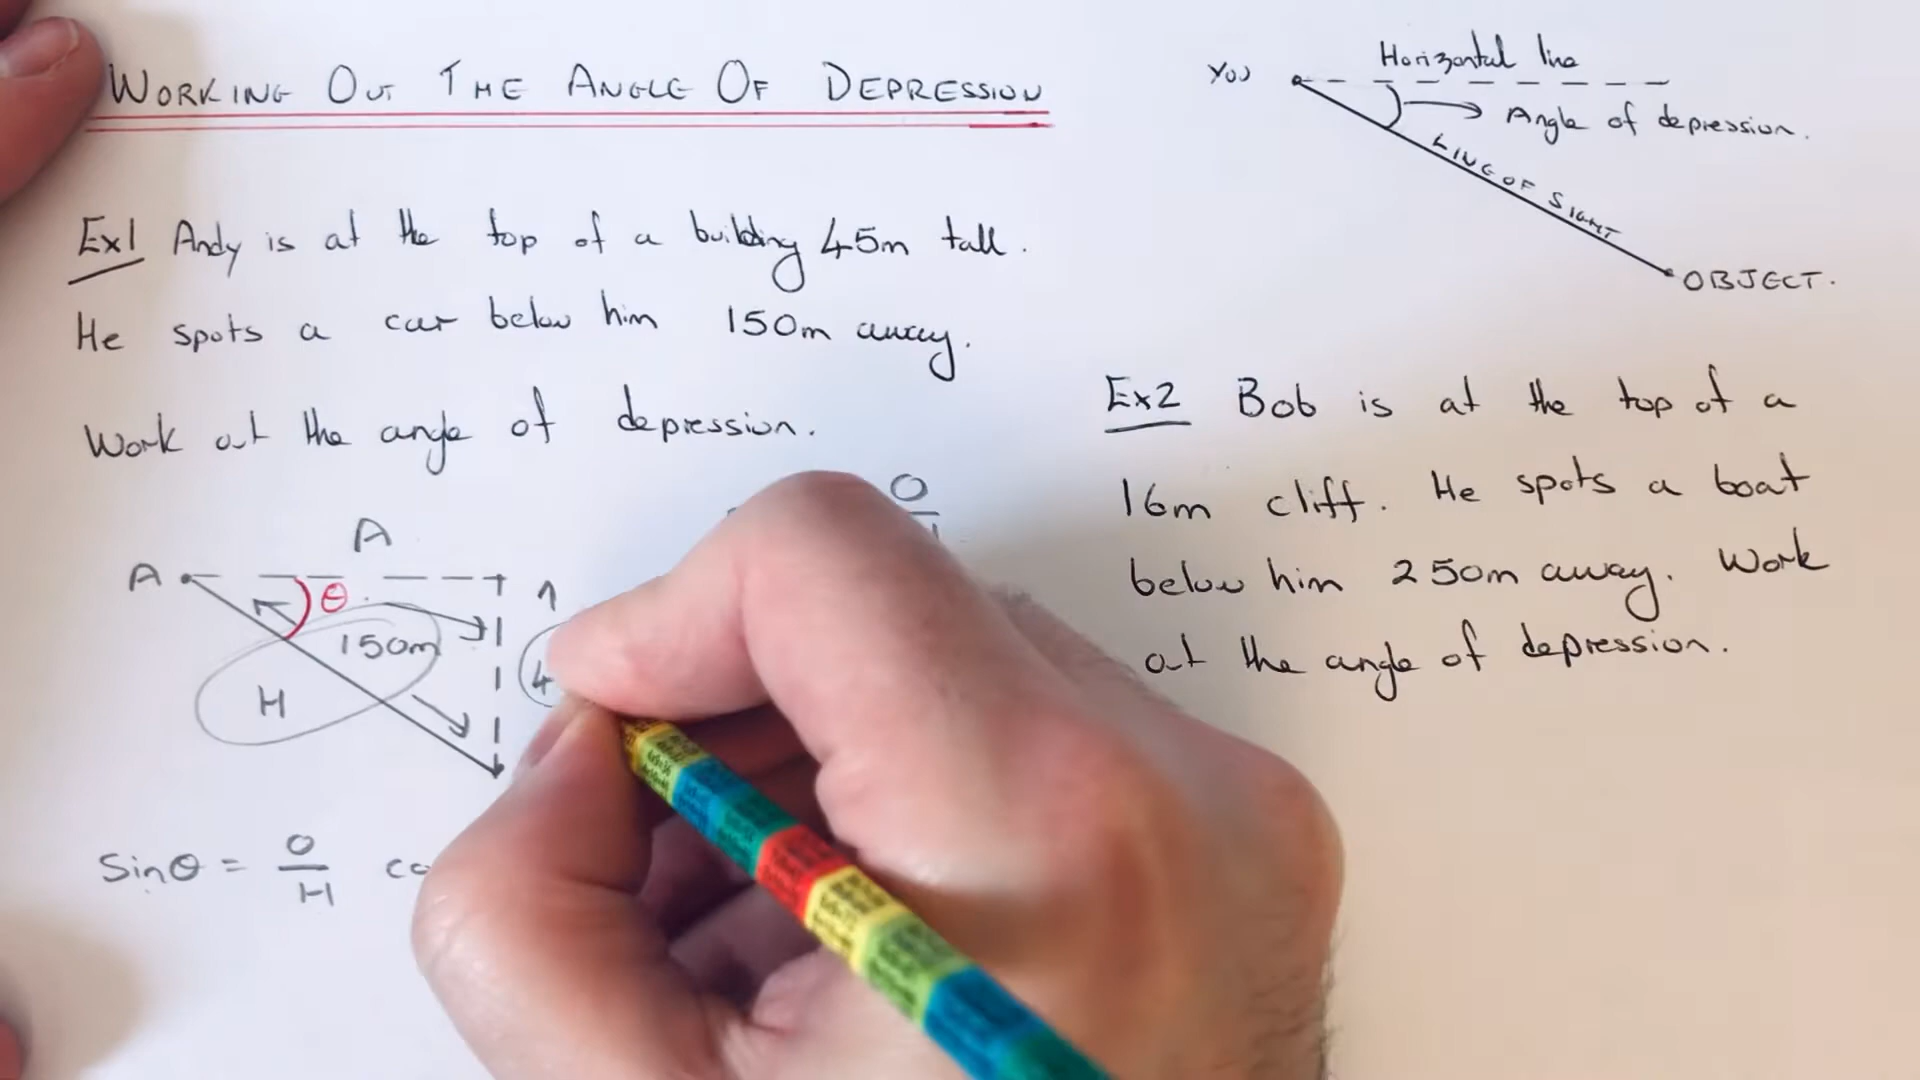 WORKING OUT THE ANGLE OF DEPRESSION
YOU
Horizontal line
Angle of depression.
LINE OF SIGHT
OBJECT.
Ex1 Andy is at the top of a building 45m tall.
He spots a car below him 150m away.
Work out the angle of depression.
A
A
θ
150m
H
4
O
Sinθ = O/H co
Ex2 Bob is at the top of a
16m cliff. He spots a boat
below him 250m away. Work
out the angle of depression.